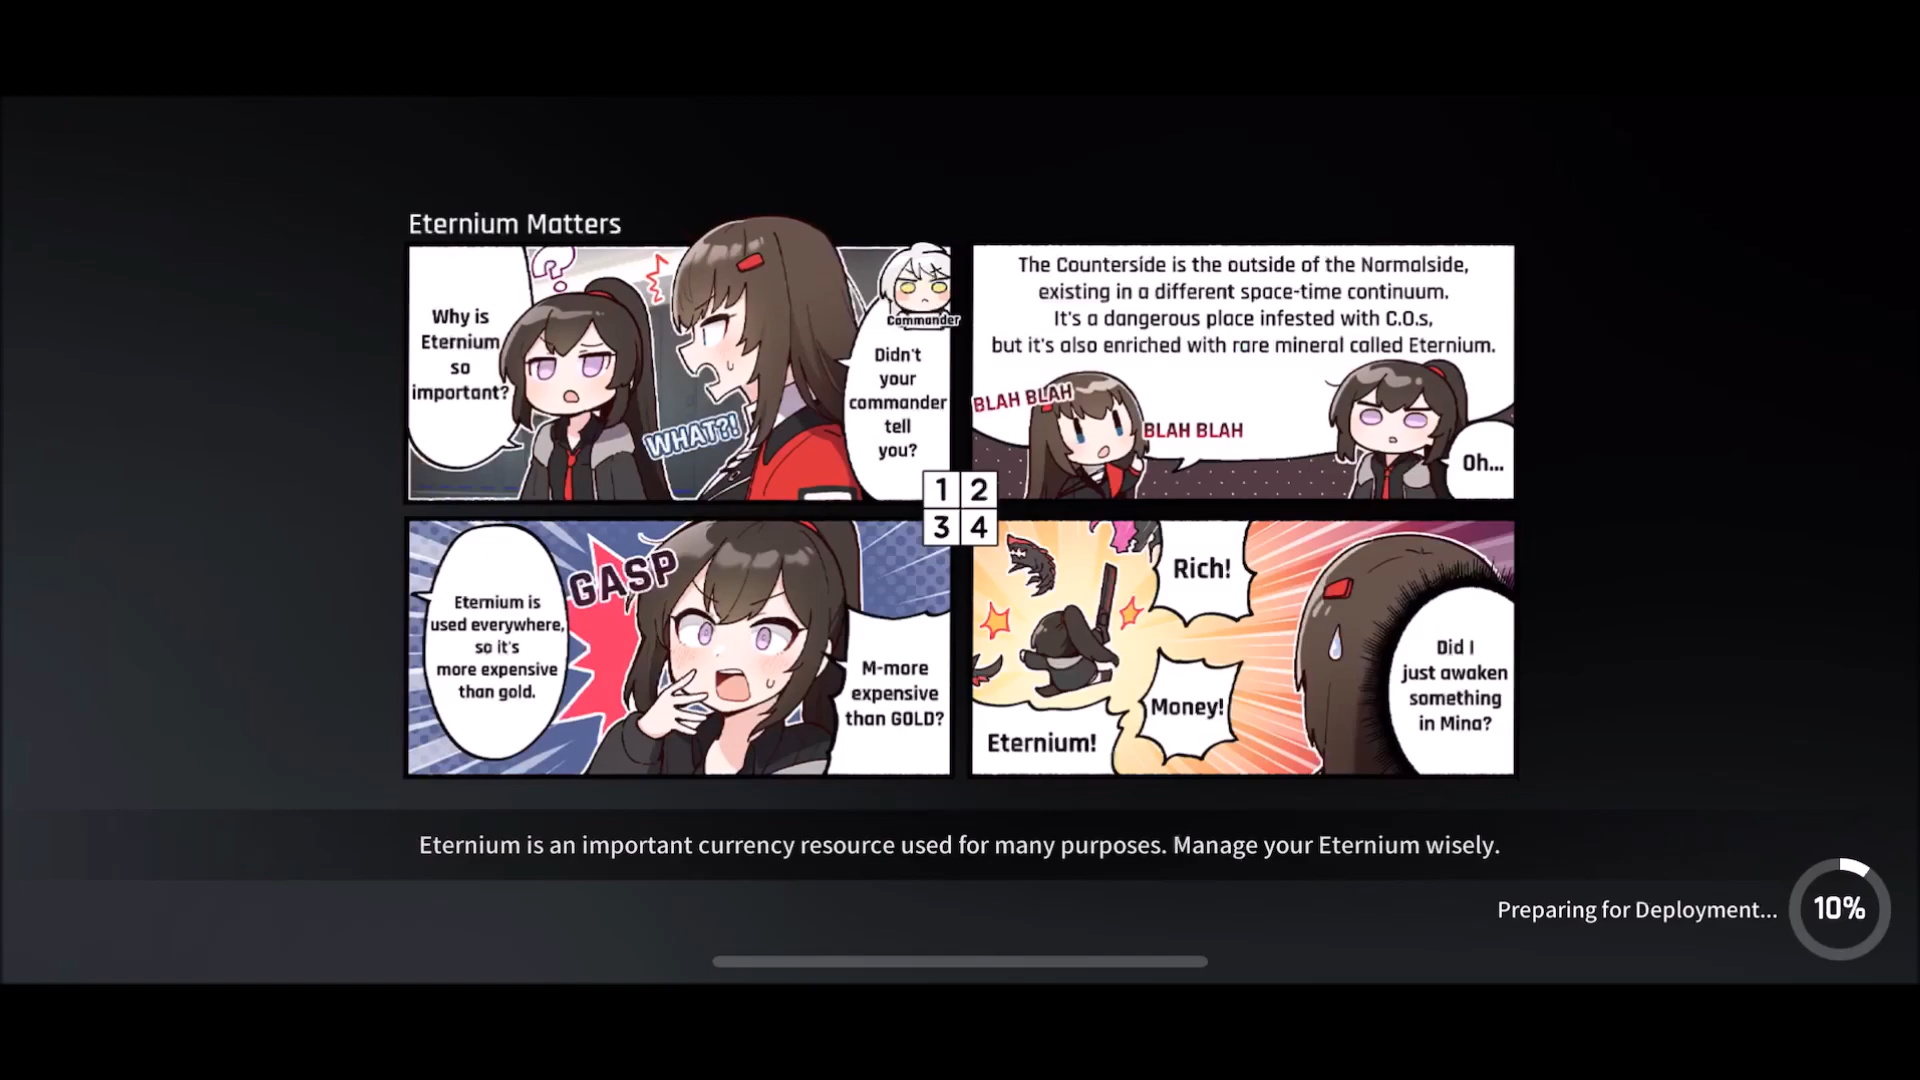 Eternium Matters
Why is
Eternium
so
important?
?
WHAT?!
Commander
Didn't
your
commander
tell
you?
The Counterside is the outside of the Normalside,
existing in a different space-time continuum.
It's a dangerous place infested with C.O.s,
but it's also enriched with rare mineral called Eternium.
BLAH BLAH
BLAH BLAH
Oh...
1 2
3 4
Eternium is
used everywhere,
so it's
more expensive
than gold.
GASP
M-more
expensive
than GOLD?
Rich!
Money!
Eternium!
Did I
just awaken
something
in Mina?
Eternium is an important currency resource used for many purposes. Manage your Eternium wisely.
Preparing for Deployment...
10%